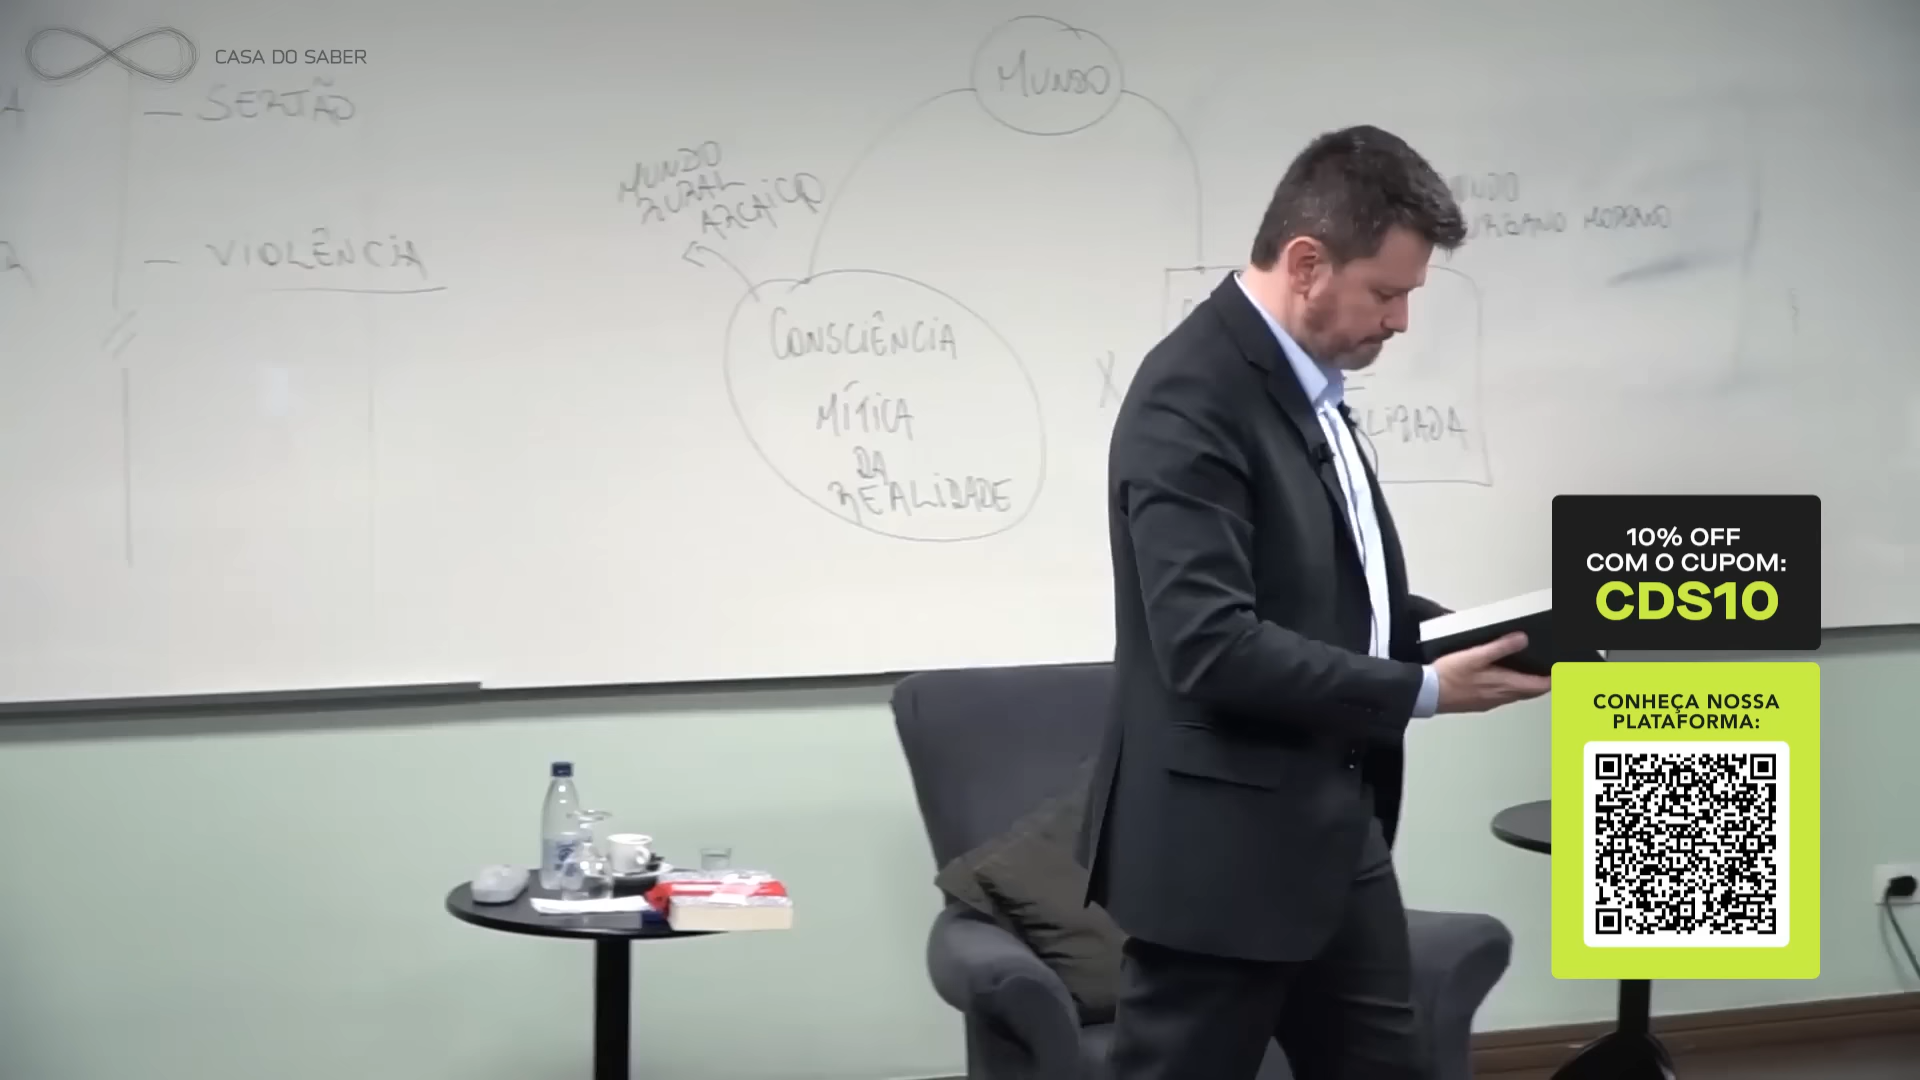 CASA DO SABER
— SERTÃO
— VIOLÊNCIA
MUNDO
MUNDO
RURAL
ARCAICO
CONSCIÊNCIA
MÍTICA
DA
REALIDADE
X
URBANO MODERNO
10% OFF
COM O CUPOM:
CDS10
CONHEÇA NOSSA
PLATAFORMA: